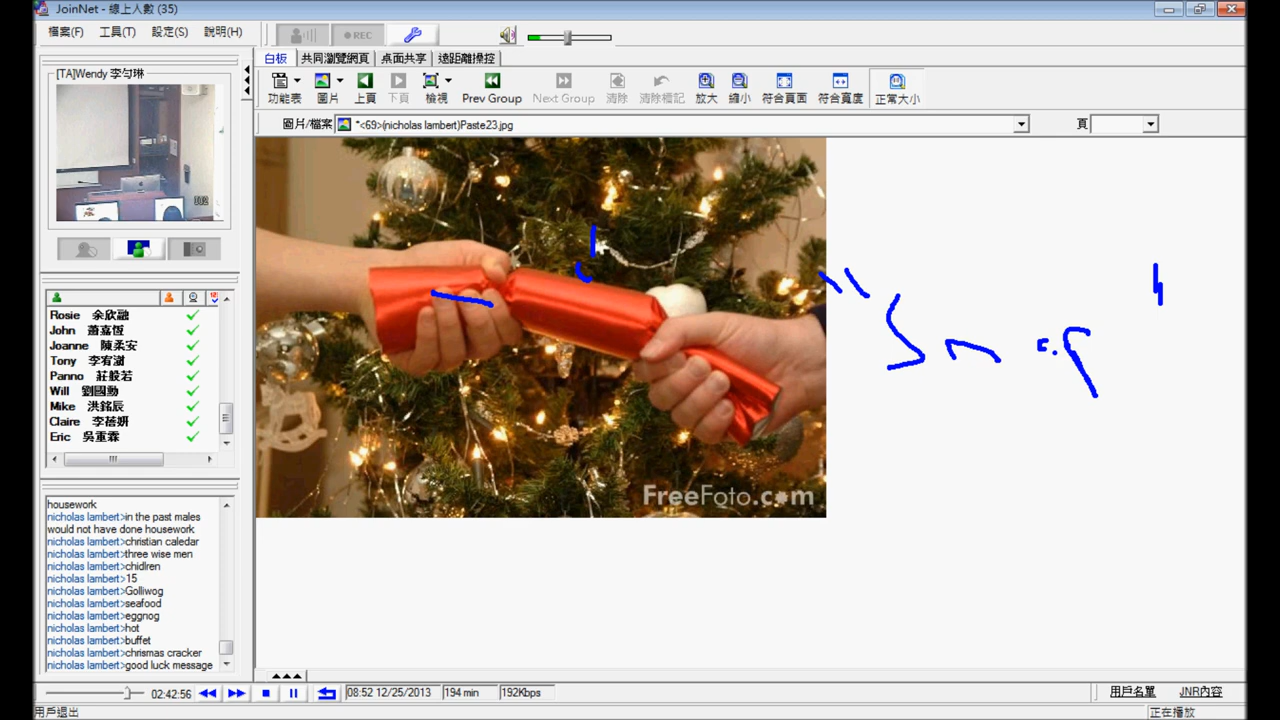 JoinNet - 線上人數 (35)
檔案(F) 工具(T) 設定(S) 說明(H)
REC
[TA]Wendy 李勻琳
白板 共同瀏覽網頁 桌面共享 遠距離操控
功能表 圖片 上頁 下頁 檢視 Prev Group Next Group 清除 清除標記 放大 縮小 符合頁面 符合寬度 正常大小
圖片/檔案 *<69>(nicholas lambert)Paste23.jpg 頁
Rosie 余欣融
John 蕭嘉恆
Joanne 陳柔安
Tony 李宥澍
Panno 莊般若
Will 劉國勳
Mike 洪銘辰
Claire 李蓓妍
Eric 吳重霖
housework
nicholas lambert>in the past males
would not have done housework
nicholas lambert>christian caledar
nicholas lambert>three wise men
nicholas lambert>chidlren
nicholas lambert>15
nicholas lambert>Golliwog
nicholas lambert>seafood
nicholas lambert>eggnog
nicholas lambert>hot
nicholas lambert>buffet
nicholas lambert>chrismas cracker
nicholas lambert>good luck message
FreeFoto.com
02:42:56 08:52 12/25/2013 194 min 192Kbps 用戶名單 JNR內容
用戶退出 正在播放